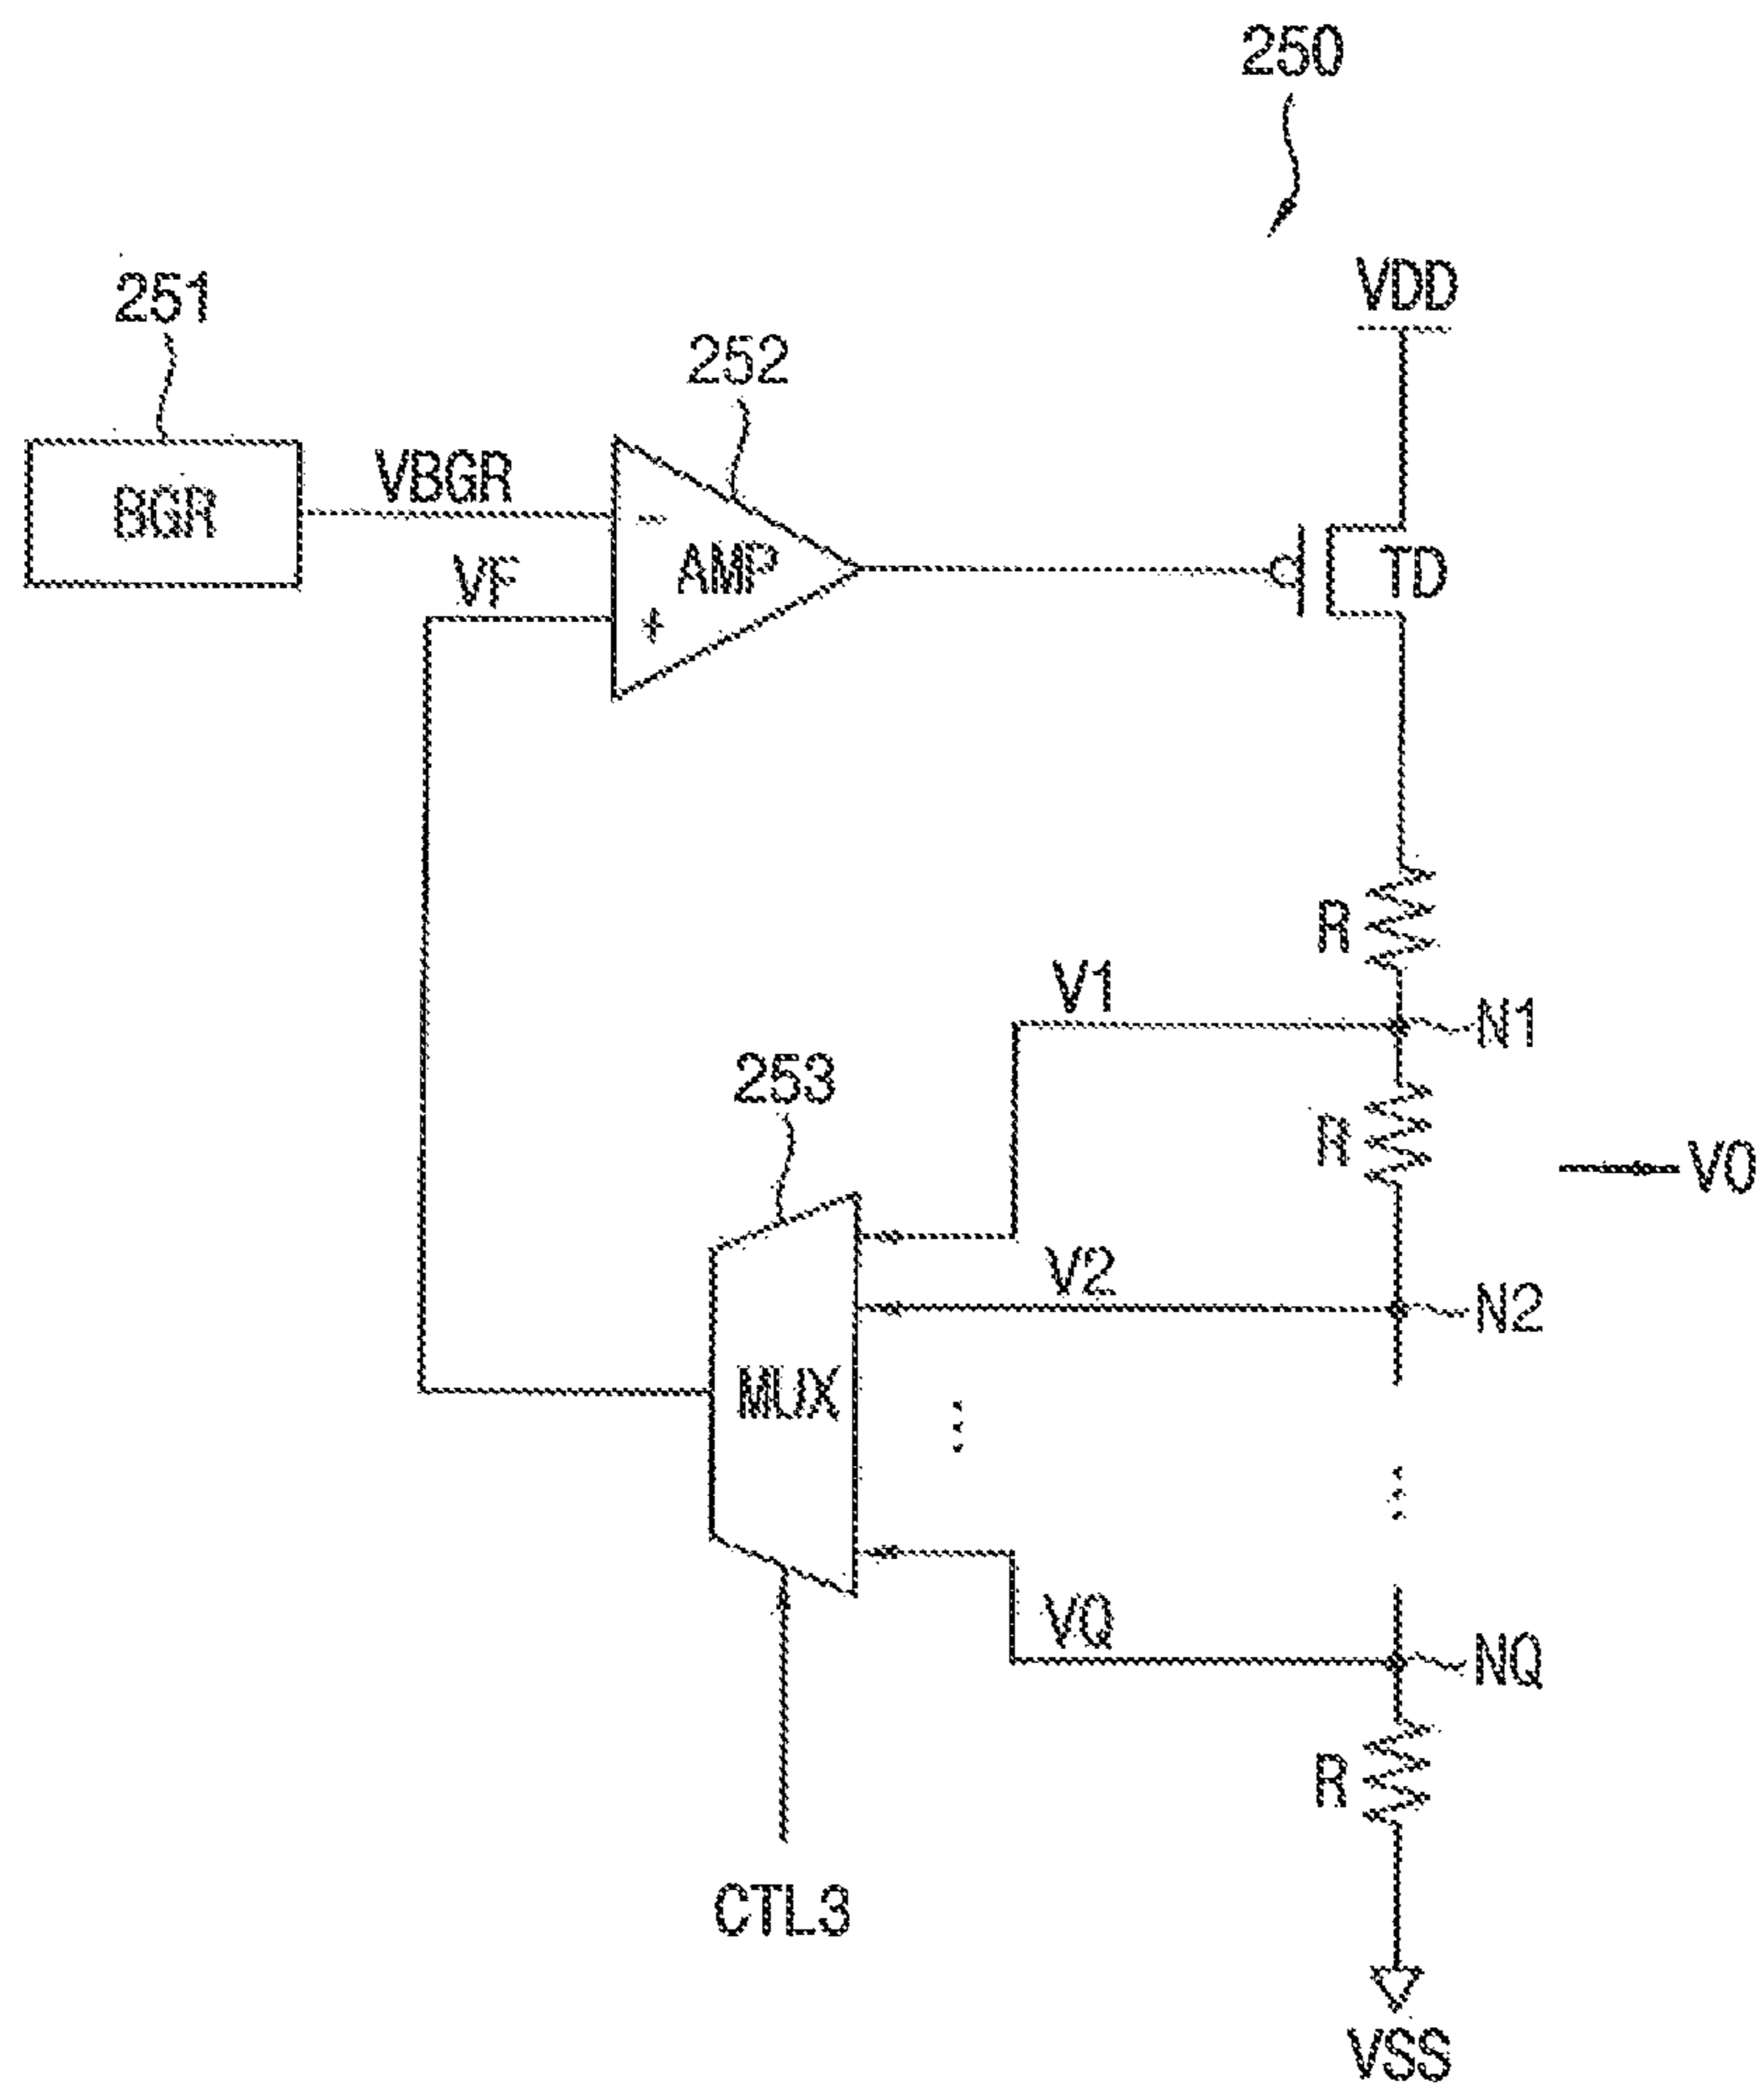 250
VDD
251
252
BGR
VBGR
-
AMP
TD
VF
+
R
V1
N1
253
R
VO
V2
N2
MUX
...
...
VQ
NQ
R
CTL3
VSS